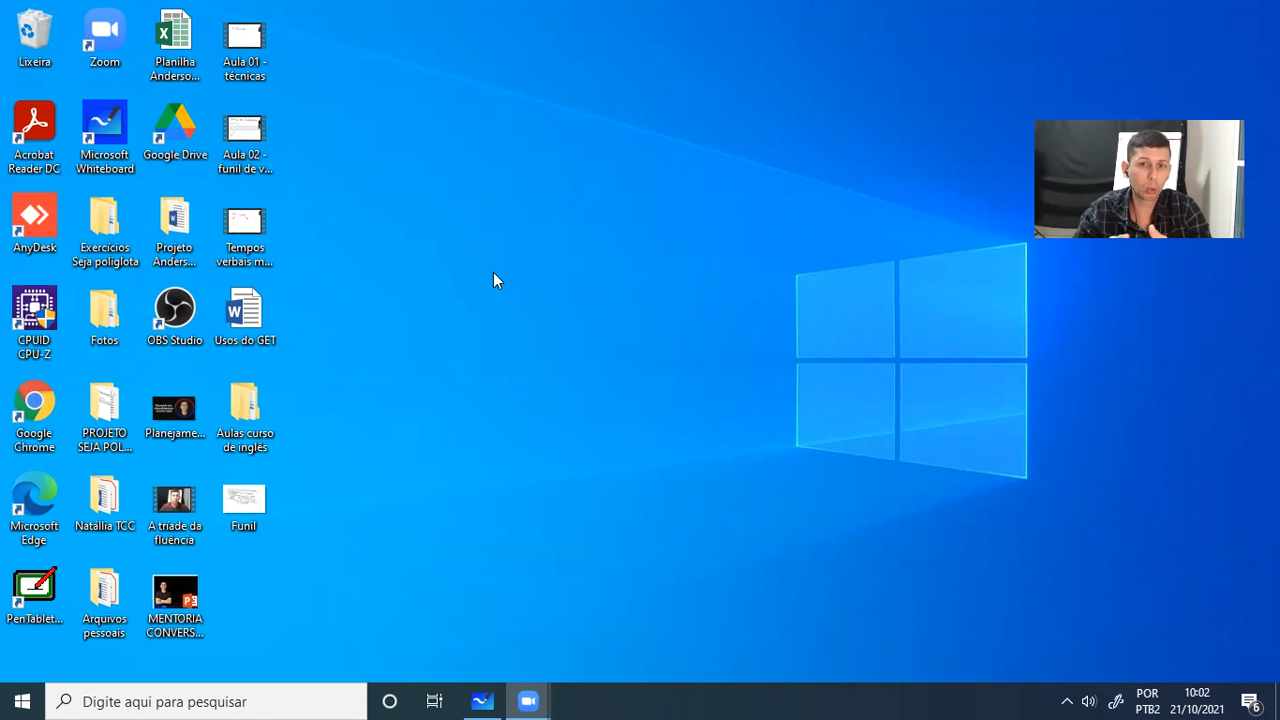 Lixeira
Zoom
Planilha
Anderso...
Aula 01 -
técnicas
Acrobat
Reader DC
Microsoft
Whiteboard
Google Drive
Aula 02 -
funil de v...
AnyDesk
Exercícios
Seja poliglota
Projeto
Anders...
Tempos
verbais m...
CPUID
CPU-Z
Fotos
OBS Studio
Usos do GET
Google
Chrome
PROJETO
SEJA POL...
Planejame...
Aulas curso
de inglês
Microsoft
Edge
Natállia TCC
A tríade da
fluência
Funil
PenTablet...
Arquivos
pessoais
MENTORIA
CONVERS...
Digite aqui para pesquisar
POR
PTB2
10:02
21/10/2021
6